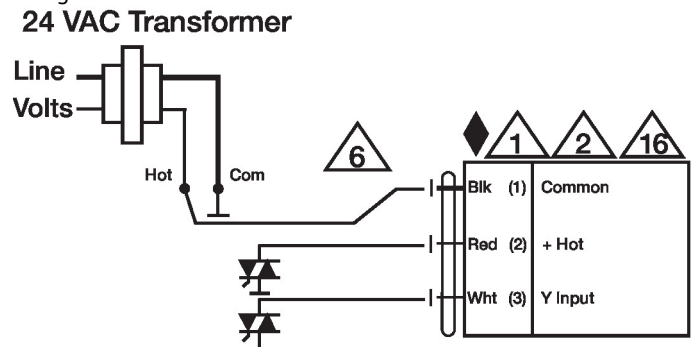 24 VAC Transformer
Line
Volts
Hot
Com
6
1
2
16
Blk (1) Common
Red (2) + Hot
Wht (3) Y Input